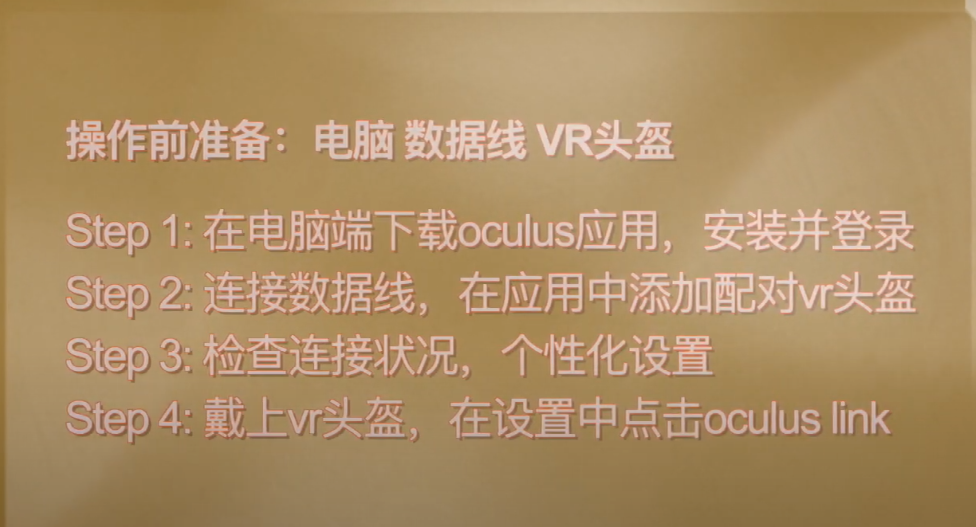 操作前准备：电脑 数据线 VR头盔
Step 1: 在电脑端下载oculus应用，安装并登录
Step 2: 连接数据线，在应用中添加配对vr头盔
Step 3: 检查连接状况，个性化设置
Step 4: 戴上vr头盔，在设置中点击oculus link